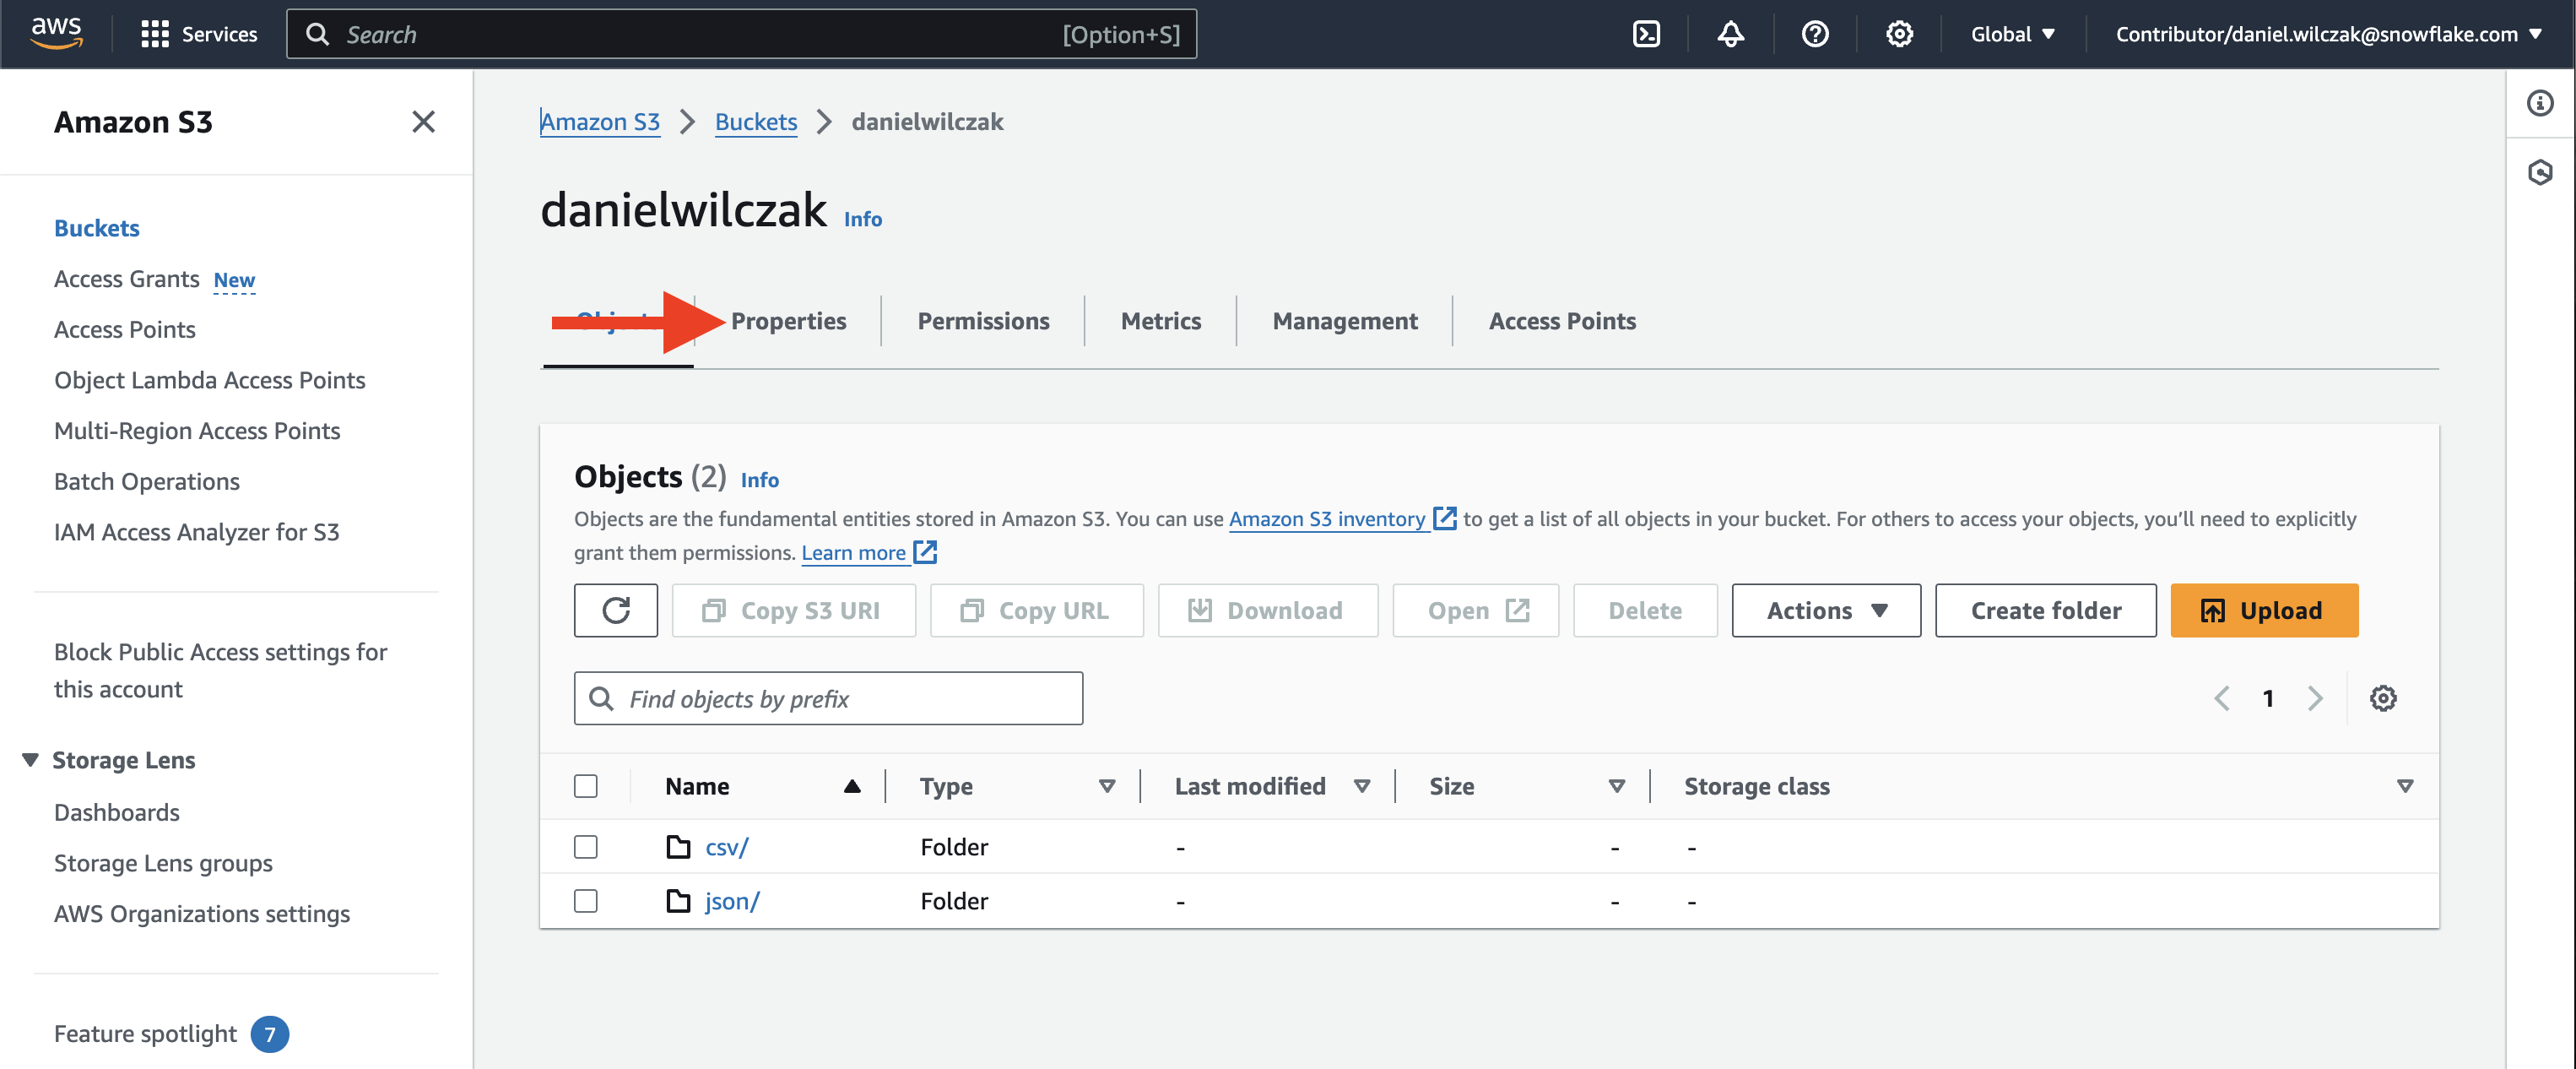 aws Services Search [Option+S] Global Contributor/daniel.wilczak@snowflake.com
Amazon S3
Buckets
Access Grants New
Access Points
Object Lambda Access Points
Multi-Region Access Points
Batch Operations
IAM Access Analyzer for S3
Block Public Access settings for
this account
Storage Lens
Dashboards
Storage Lens groups
AWS Organizations settings
Feature spotlight 7
Amazon S3 Buckets danielwilczak
danielwilczak Info
Properties Permissions Metrics Management Access Points
Objects (2) Info
Objects are the fundamental entities stored in Amazon S3. You can use Amazon S3 inventory to get a list of all objects in your bucket. For others to access your objects, you’ll need to explicitly
grant them permissions. Learn more
Copy S3 URI Copy URL Download Open Delete Actions Create folder Upload
Find objects by prefix 1
Name Type Last modified Size Storage class
csv/ Folder - - -
json/ Folder - - -